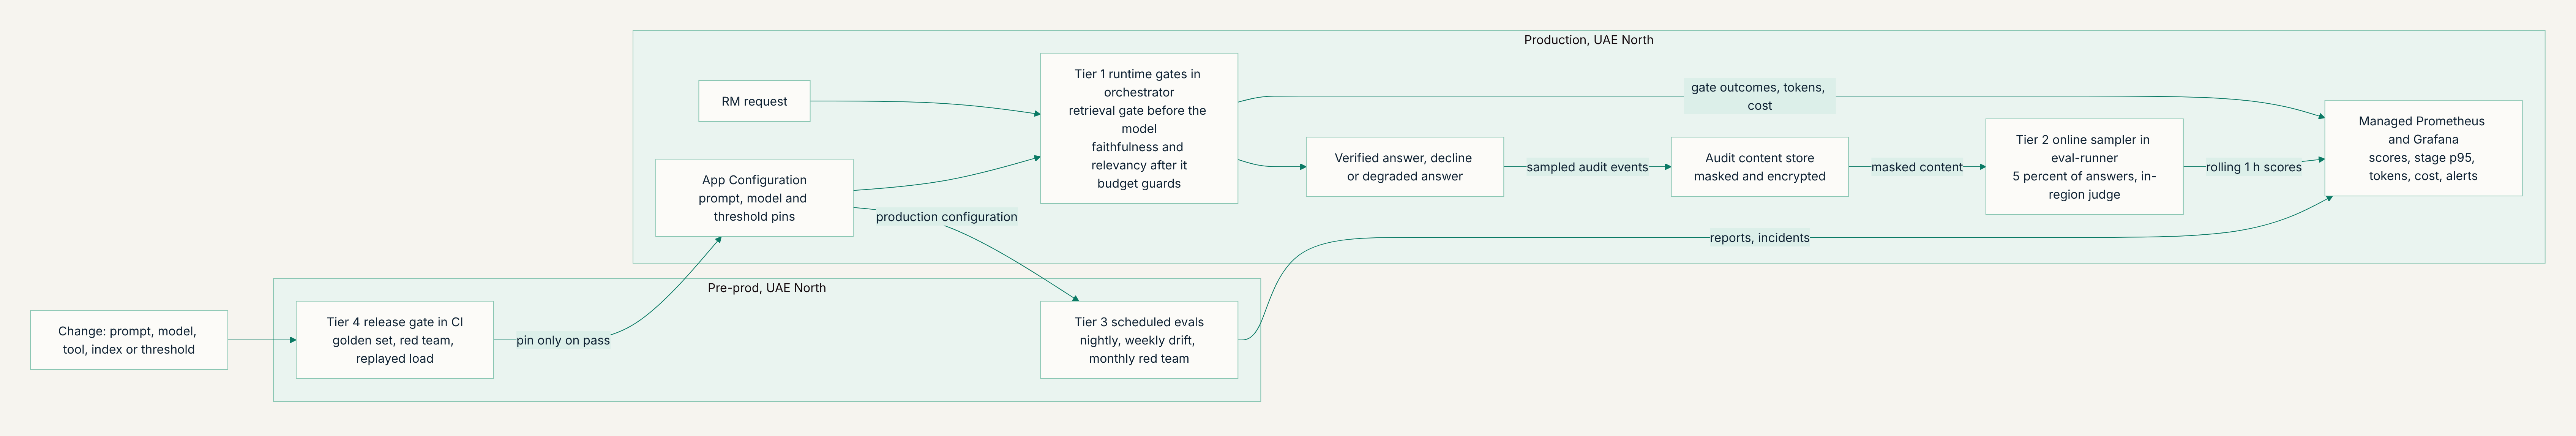 Production, UAE North
RM request
App Configuration
prompt, model and
threshold pins
Tier 1 runtime gates in
orchestrator
retrieval gate before the
model
faithfulness and
relevancy after it
budget guards
gate outcomes, tokens,
cost
Verified answer, decline
or degraded answer
sampled audit events
Audit content store
masked and encrypted
masked content
Tier 2 online sampler in
eval-runner
5 percent of answers, in-
region judge
rolling 1 h scores
Managed Prometheus
and Grafana
scores, stage p95,
tokens, cost, alerts
production configuration
reports, incidents
Pre-prod, UAE North
Change: prompt, model,
tool, index or threshold
Tier 4 release gate in CI
golden set, red team,
replayed load
pin only on pass
Tier 3 scheduled evals
nightly, weekly drift,
monthly red team